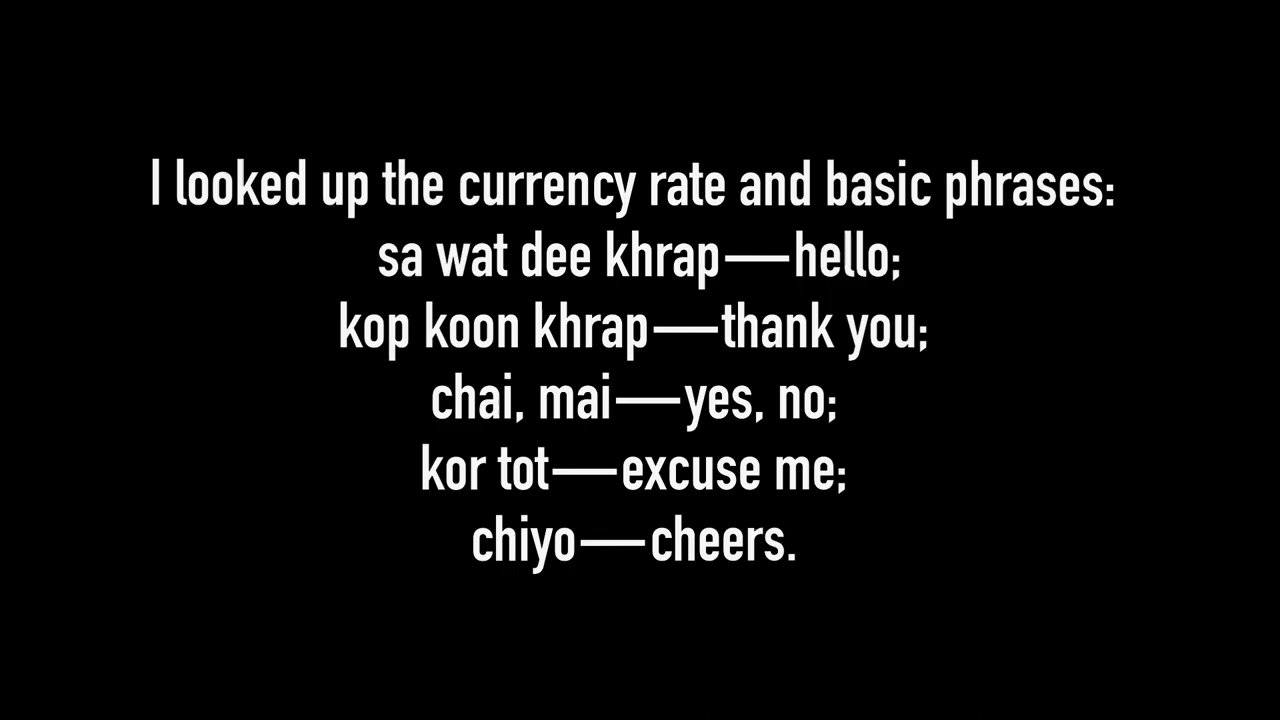 I looked up the currency rate and basic phrases:
sa wat dee khrap—hello;
kop koon khrap—thank you;
chai, mai—yes, no;
kor tot—excuse me;
chiyo—cheers.